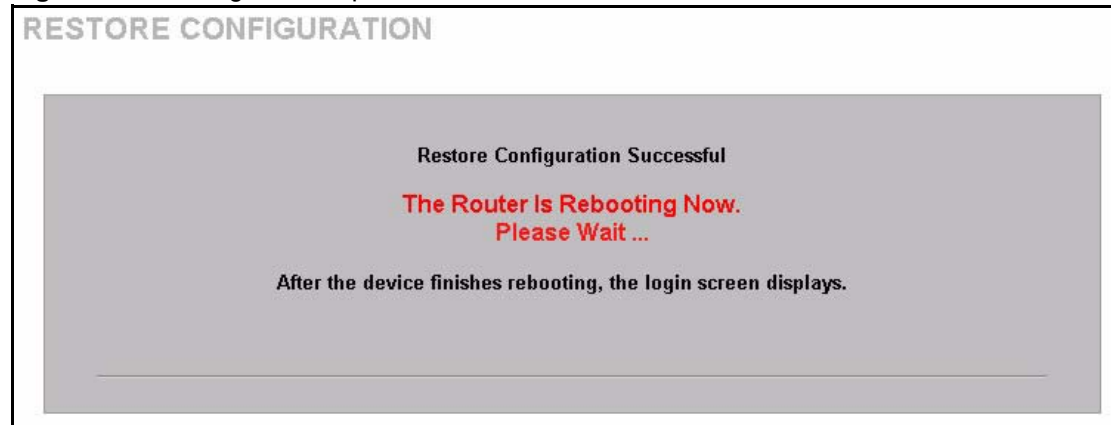 RESTORE CONFIGURATION
Restore Configuration Successful
The Router Is Rebooting Now.
Please Wait ...
After the device finishes rebooting, the login screen displays.